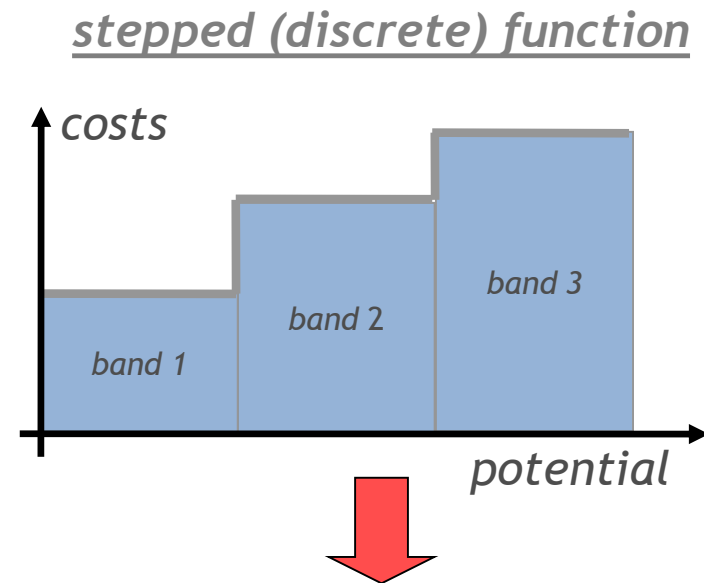 stepped (discrete) function
costs
band 1
band 2
band 3
potential